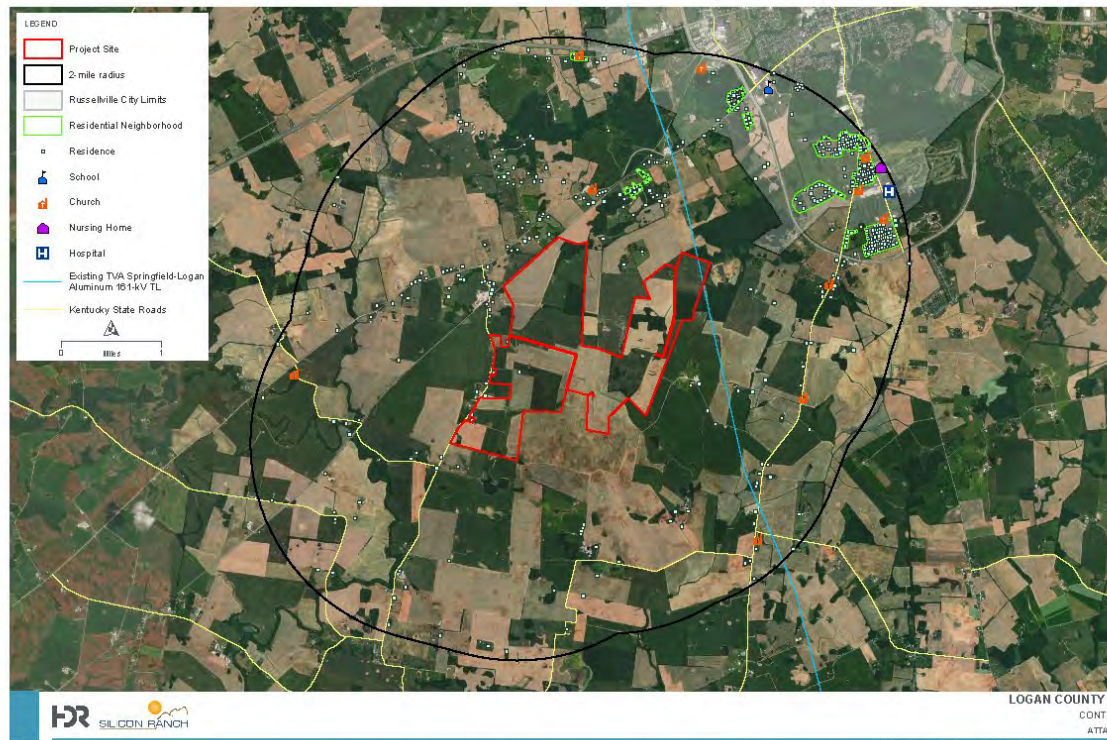 LEGEND
Project Site
2-mile radius
Russellville City Limits
Residential Neighborhood
Residence
School
Church
Nursing Home
H Hospital
Existing TVA Springfield-Logan
Aluminum 161-kV TL
Kentucky State Roads
0 1
Miles
H
HDR SILICON RANCH
LOGAN COUNTY
CONT
ATTA